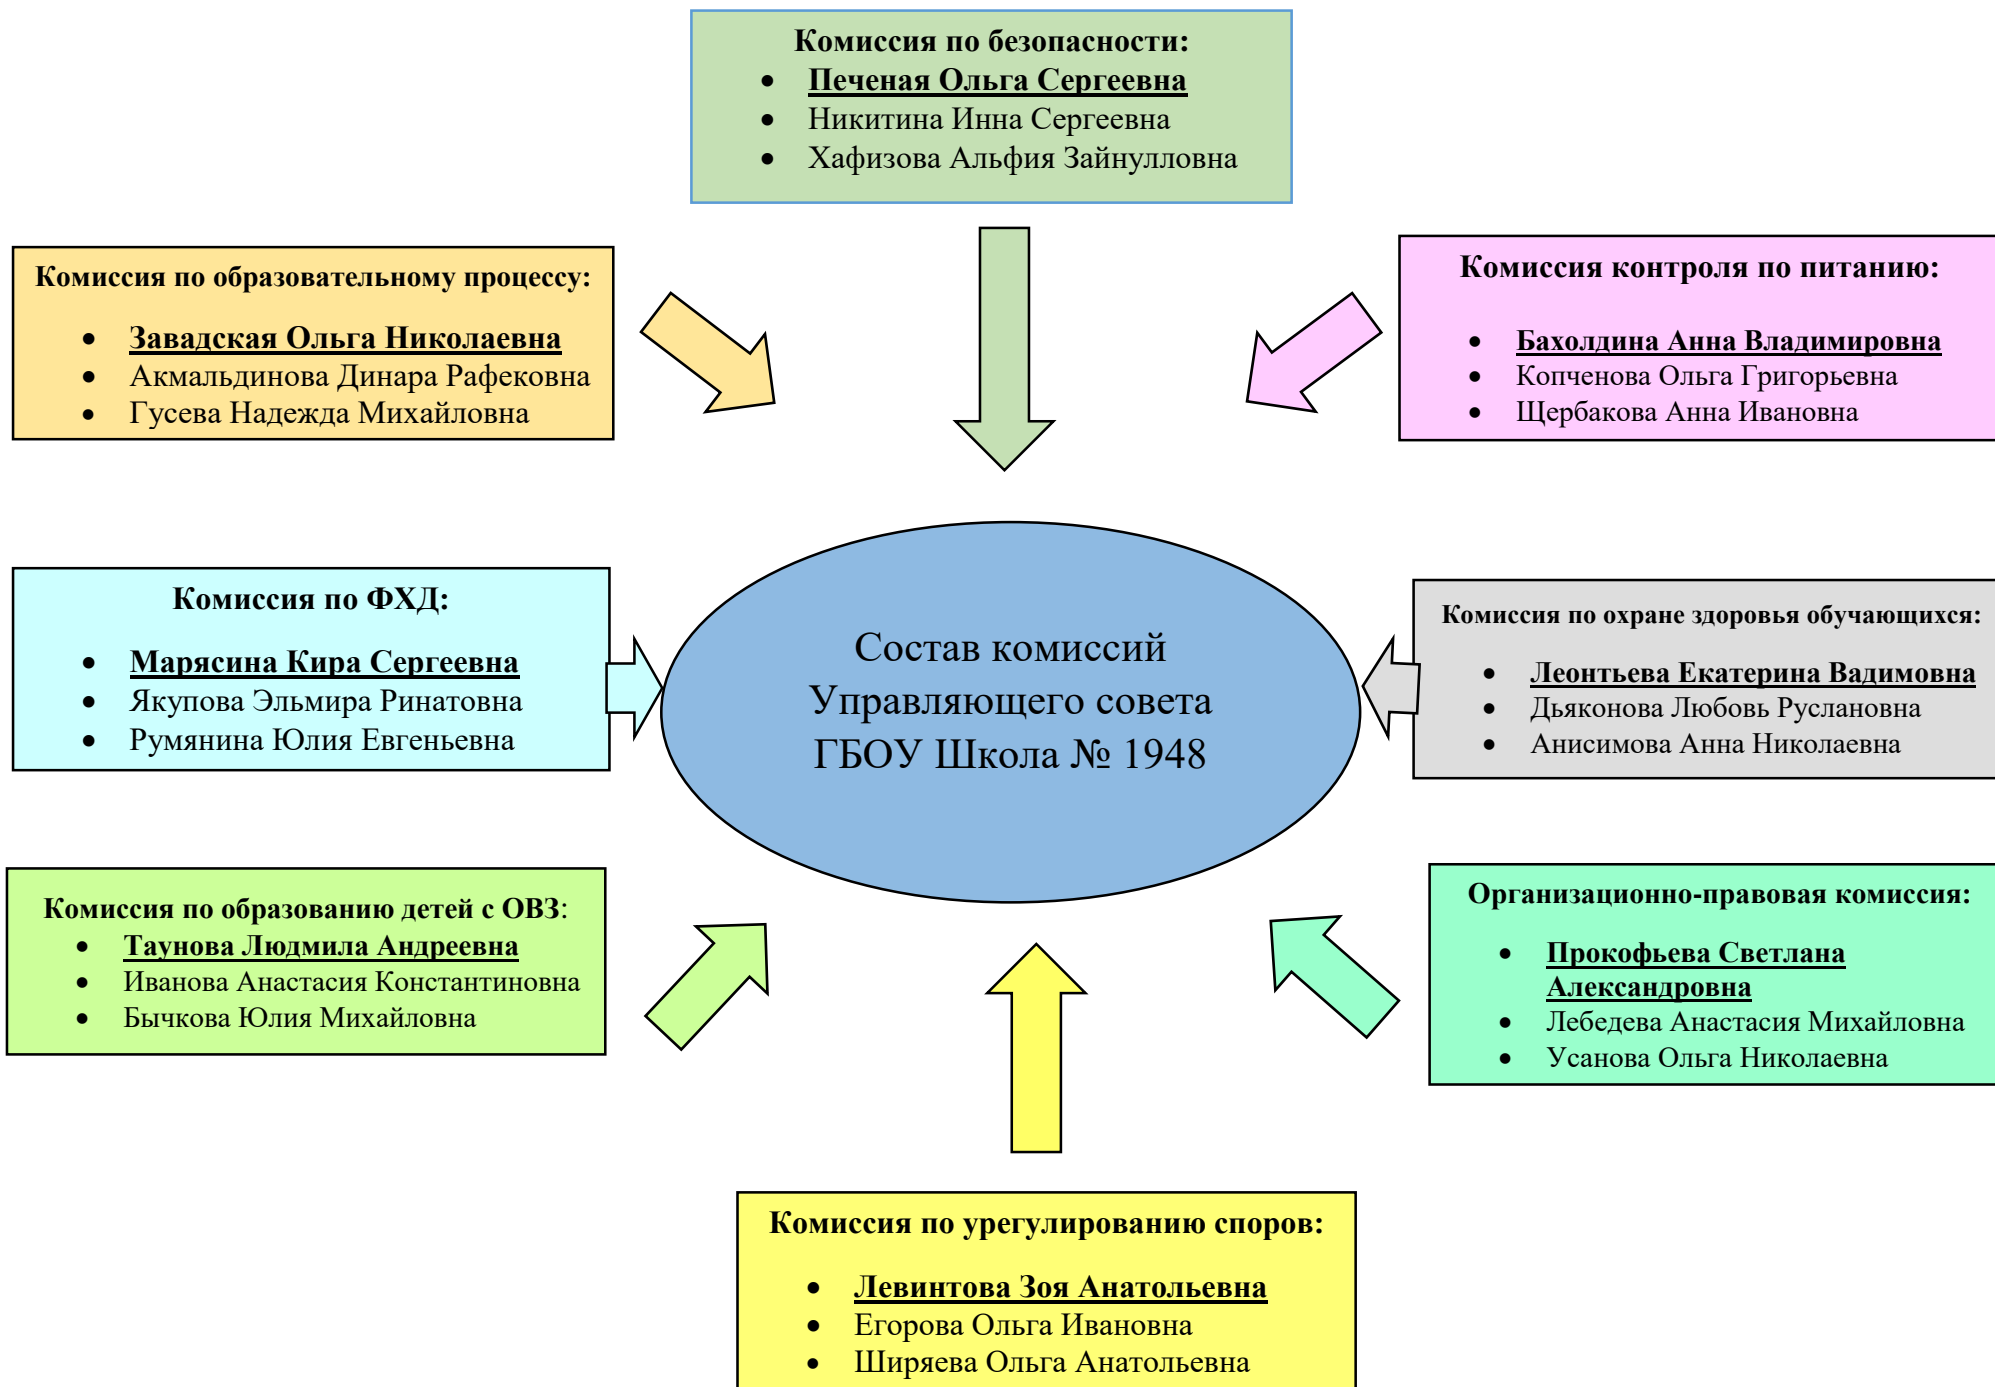 Комиссия по безопасности:
• Печеная Ольга Сергеевна
• Никитина Инна Сергеевна
• Хафизова Альфия Зайнулловна
Комиссия по образовательному процессу:
• Завадская Ольга Николаевна
• Акмальдинова Динара Рафековна
• Гусева Надежда Михайловна
Комиссия контроля по питанию:
• Бахолдина Анна Владимировна
• Копченова Ольга Григорьевна
• Щербакова Анна Ивановна
Комиссия по ФХД:
• Марясина Кира Сергеевна
• Якупова Эльмира Ринатовна
• Румянина Юлия Евгеньевна
Состав комиссий
Управляющего совета
ГБОУ Школа № 1948
Комиссия по охране здоровья обучающихся:
• Леонтьева Екатерина Вадимовна
• Дьяконова Любовь Руслановна
• Анисимова Анна Николаевна
Комиссия по образованию детей с ОВЗ:
• Таунова Людмила Андреевна
• Иванова Анастасия Константиновна
• Бычкова Юлия Михайловна
Организационно-правовая комиссия:
• Прокофьева Светлана
Александровна
• Лебедева Анастасия Михайловна
• Усанова Ольга Николаевна
Комиссия по урегулированию споров:
• Левинтова Зоя Анатольевна
• Егорова Ольга Ивановна
• Ширяева Ольга Анатольевна